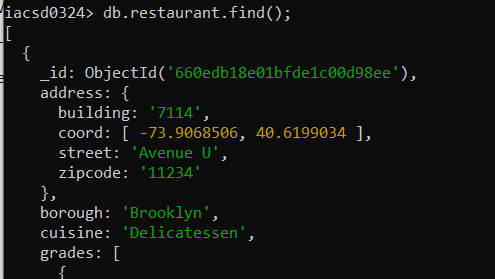 iacsd0324> db.restaurant.find();
[
  {
    _id: ObjectId('660edb18e01bfde1c00d98ee'),
    address: {
      building: '7114',
      coord: [ -73.9068506, 40.6199034 ],
      street: 'Avenue U',
      zipcode: '11234'
    },
    borough: 'Brooklyn',
    cuisine: 'Delicatessen',
    grades: [
      {